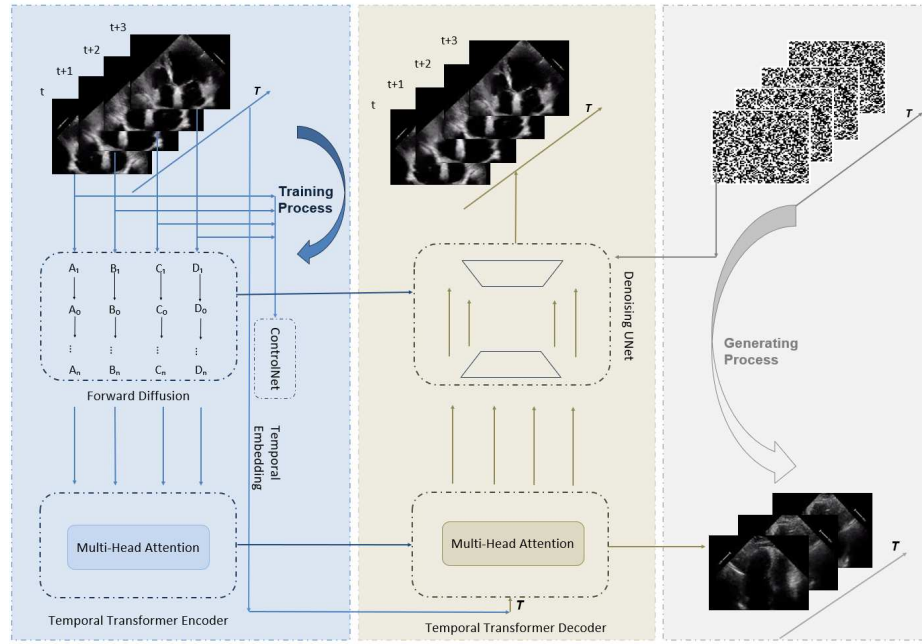 t+3
t+2
t+1
t
T
Training
Process
A1 B1 C1 D1
A0 B0 C0 D0
... ... ... ...
An Bn Cn Dn
Forward Diffusion
ControlNet
Temporal
Embedding
Multi-Head Attention
Temporal Transformer Encoder
t+3
t+2
t+1
t
T
Denoising UNet
Multi-Head Attention
T
Temporal Transformer Decoder
T
Generating
Process
T